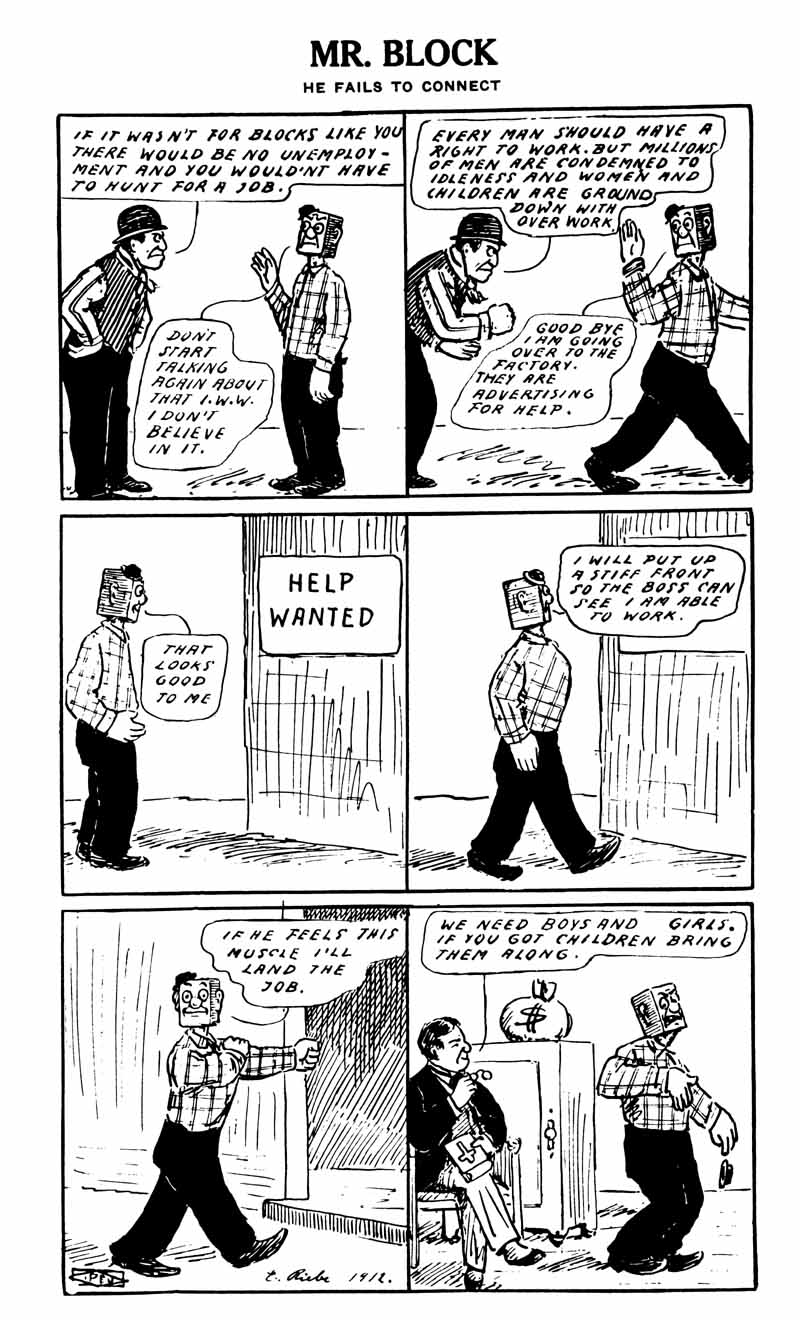 MR. BLOCK
HE FAILS TO CONNECT
IF IT WASN'T FOR BLOCKS LIKE YOU
THERE WOULD BE NO UNEMPLOY-
MENT AND YOU WOULD'NT HAVE
TO HUNT FOR A JOB.
DON'T
START
TALKING
AGAIN ABOUT
THAT I.W.W.
I DON'T
BELIEVE
IN IT.
EVERY MAN SHOULD HAVE A
RIGHT TO WORK. BUT MILLIONS
OF MEN ARE CONDEMNED TO
IDLENESS AND WOMEN AND
CHILDREN ARE GROUND
DOWN WITH
OVER WORK
GOOD BYE
I AM GOING
OVER TO THE
FACTORY.
THEY ARE
ADVERTISING
FOR HELP.
HELP
WANTED
THAT
LOOKS
GOOD
TO ME
I WILL PUT UP
A STIFF FRONT
SO THE BOSS CAN
SEE I AM ABLE
TO WORK.
IF HE FEELS THIS
MUSCLE I'LL
LAND THE
JOB.
E. Riebe 1912.
WE NEED BOYS AND GIRLS.
IF YOU GOT CHILDREN BRING
THEM ALONG.
$